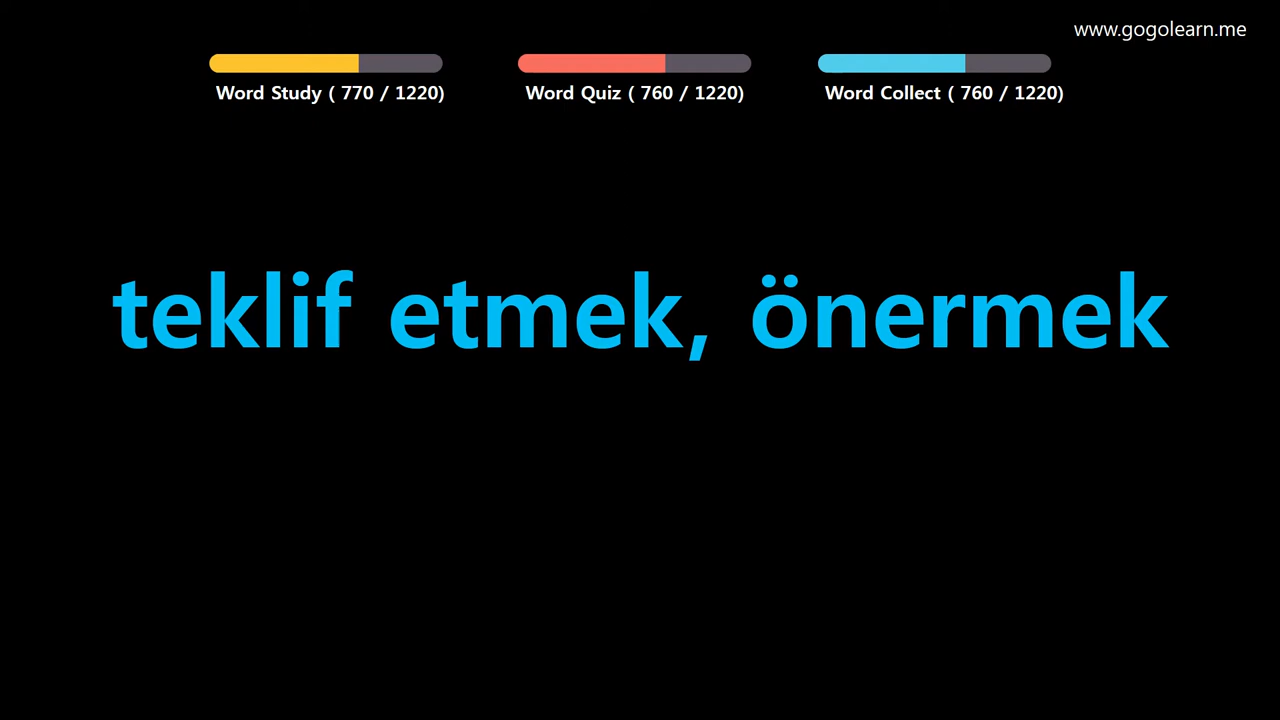 www.gogolearn.me
Word Study ( 770 / 1220)
Word Quiz ( 760 / 1220)
Word Collect ( 760 / 1220)
teklif etmek, önermek